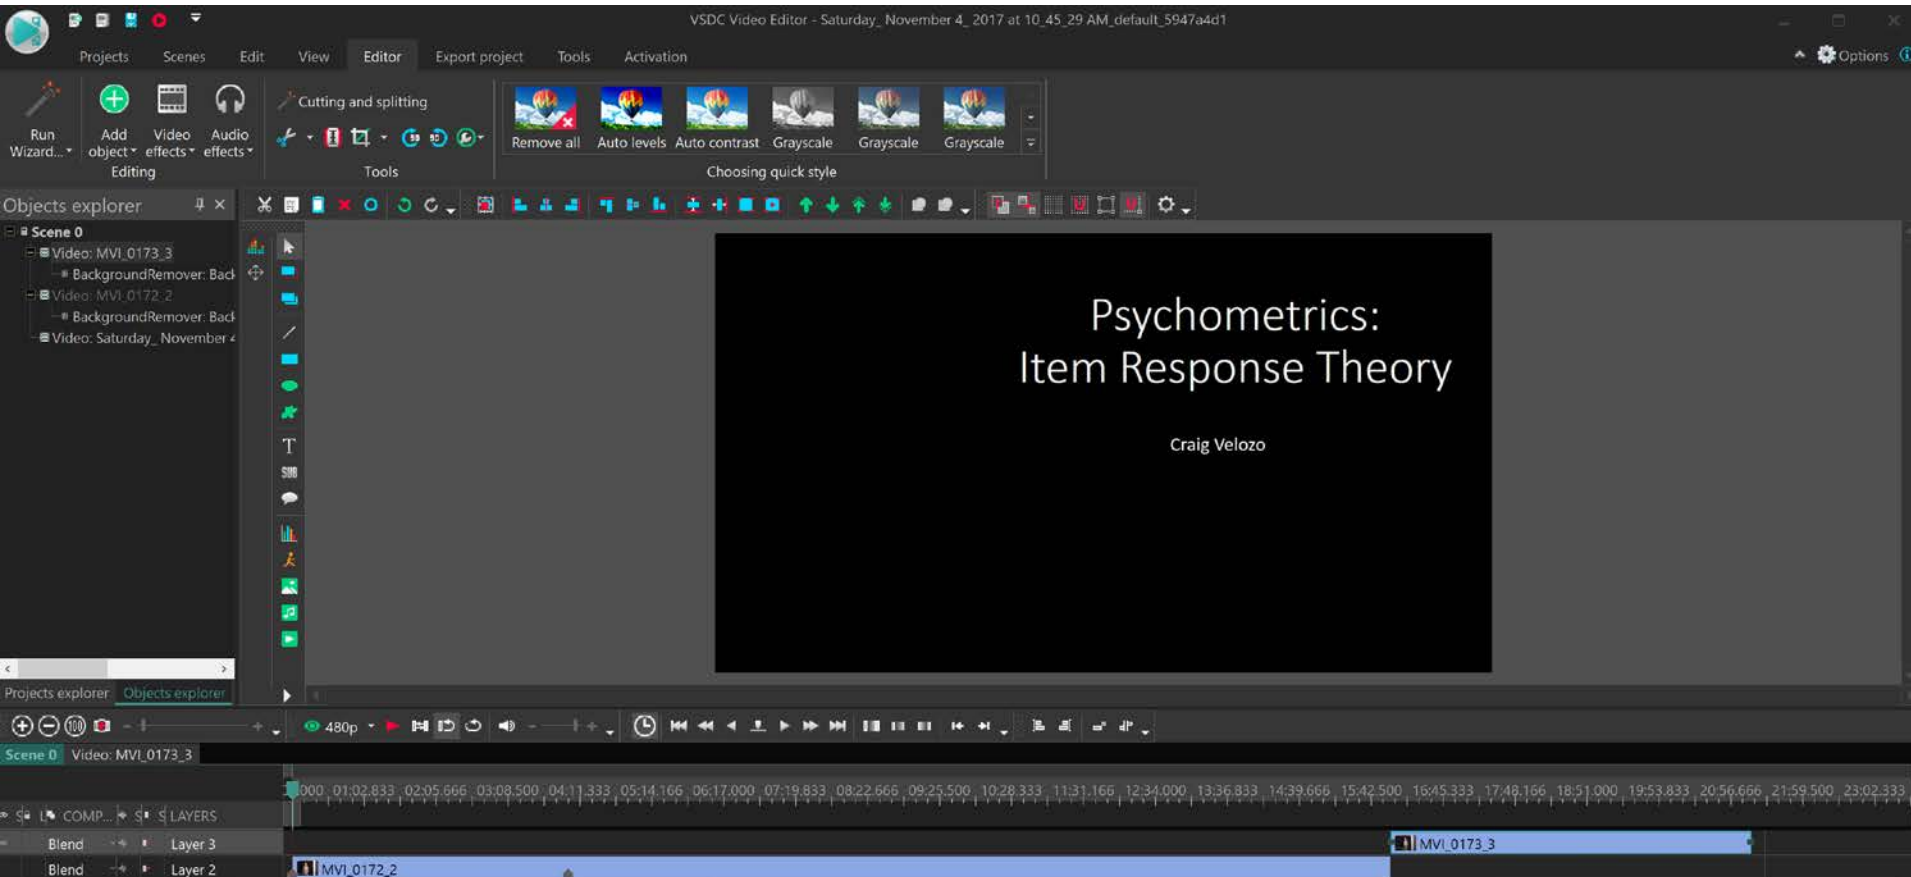 VSDC Video Editor - Saturday_ November 4_ 2017 at 10_45_29 AM_default_5947a4d1
Projects Scenes Edit View Editor Export project Tools Activation Options
Run Wizard...
Add object
Video effects
Audio effects
Editing
Cutting and splitting
Tools
Remove all Auto levels Auto contrast Grayscale Grayscale Grayscale
Choosing quick style
Objects explorer
Scene 0
Video: MVI_0173_3
BackgroundRemover: Back
Video: MVI_0172_2
BackgroundRemover: Back
Video: Saturday_ November 4
T
SUB
Psychometrics:
Item Response Theory
Craig Velozo
Projects explorer Objects explorer
100 480p
Scene 0 Video: MVI_0173_3
000 01:02.833 02:05.666 03:08.500 04:11.333 05:14.166 06:17.000 07:19.833 08:22.666 09:25.500 10:28.333 11:31.166 12:34.000 13:36.833 14:39.666 15:42.500 16:45.333 17:48.166 18:51.000 19:53.833 20:56.666 21:59.500 23:02.333
COMP... LAYERS
Blend Layer 3 MVI_0173_3
Blend Layer 2 MVI_0172_2